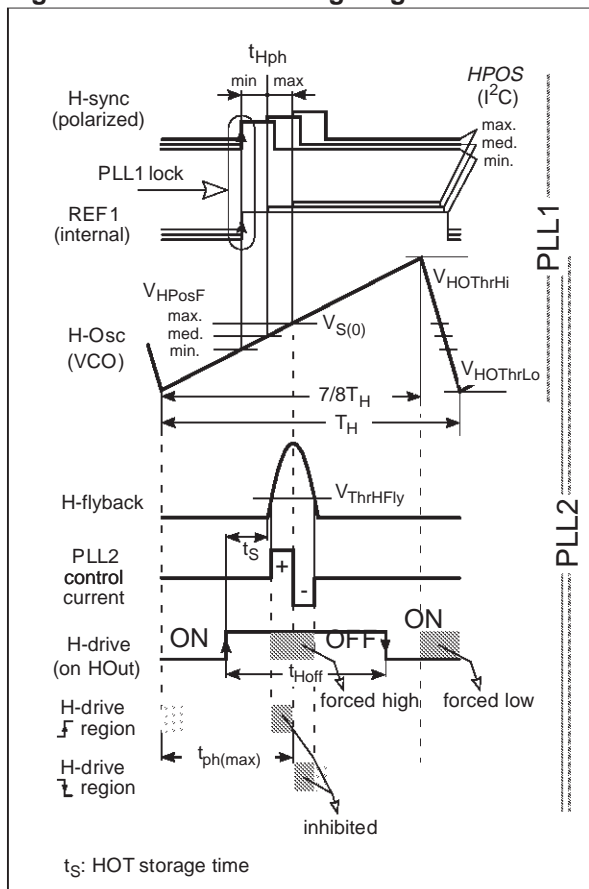 tHph
min max
HPOS
(I²C)
H-sync
(polarized)
max.
med.
min.
PLL1 lock
REF1
(internal)
PLL1
VHPosF
VHOThrHi
max.
med.
min.
VS(0)
H-Osc
(VCO)
VHOThrLo
7/8TH
TH
H-flyback
VThrHFly
PLL2
tS
PLL2
control
current
+
-
ON
OFF
ON
H-drive
(on HOut)
tHoff
forced high
forced low
H-drive
region
tph(max)
H-drive
region
inhibited
tS: HOT storage time